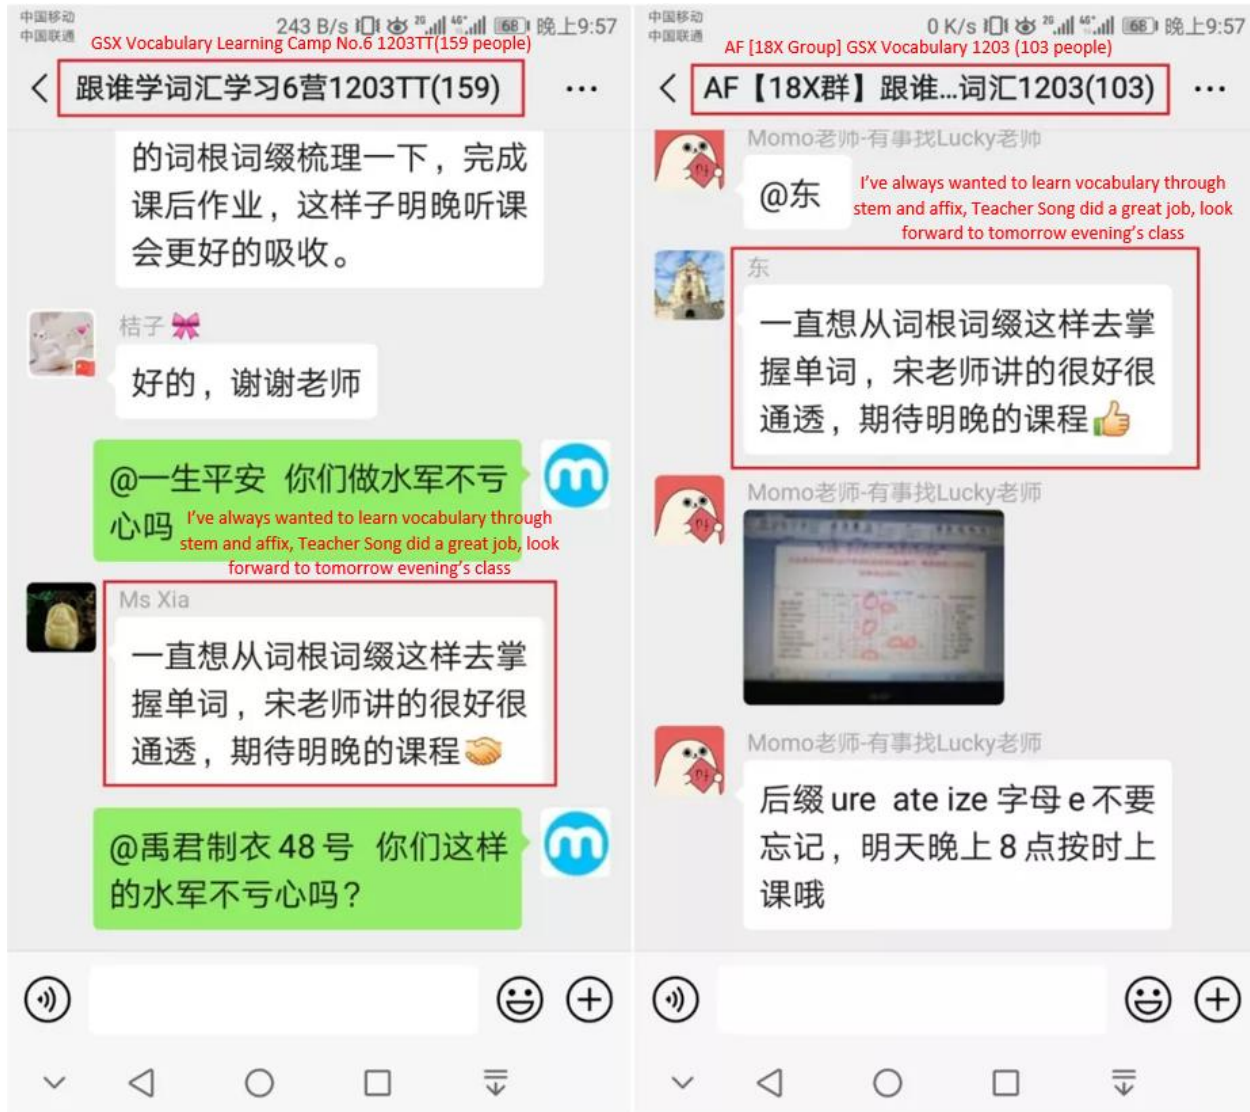 中国移动
中国联通
243 B/s
2G
4G
68
晚上9:57
GSX Vocabulary Learning Camp No.6 1203TT(159 people)
跟谁学词汇学习6营1203TT(159)
的词根词缀梳理一下，完成
课后作业，这样子明晚听课
会更好的吸收。
桔子🎀
好的，谢谢老师
@一生平安 你们做水军不亏
心吗
I've always wanted to learn vocabulary through
stem and affix, Teacher Song did a great job, look
forward to tomorrow evening's class
Ms Xia
一直想从词根词缀这样去掌
握单词，宋老师讲的很好很
通透，期待明晚的课程🤝
@禹君制衣48号 你们这样
的水军不亏心吗？
中国移动
中国联通
0 K/s
2G
4G
68
晚上9:57
AF [18X Group] GSX Vocabulary 1203 (103 people)
AF【18X群】跟谁...词汇1203(103)
Momo老师-有事找Lucky老师
@东
I've always wanted to learn vocabulary through
stem and affix, Teacher Song did a great job, look
forward to tomorrow evening's class
东
一直想从词根词缀这样去掌
握单词，宋老师讲的很好很
通透，期待明晚的课程👍
Momo老师-有事找Lucky老师
Momo老师-有事找Lucky老师
后缀 ure ate ize 字母 e 不要
忘记，明天晚上 8 点按时上
课哦